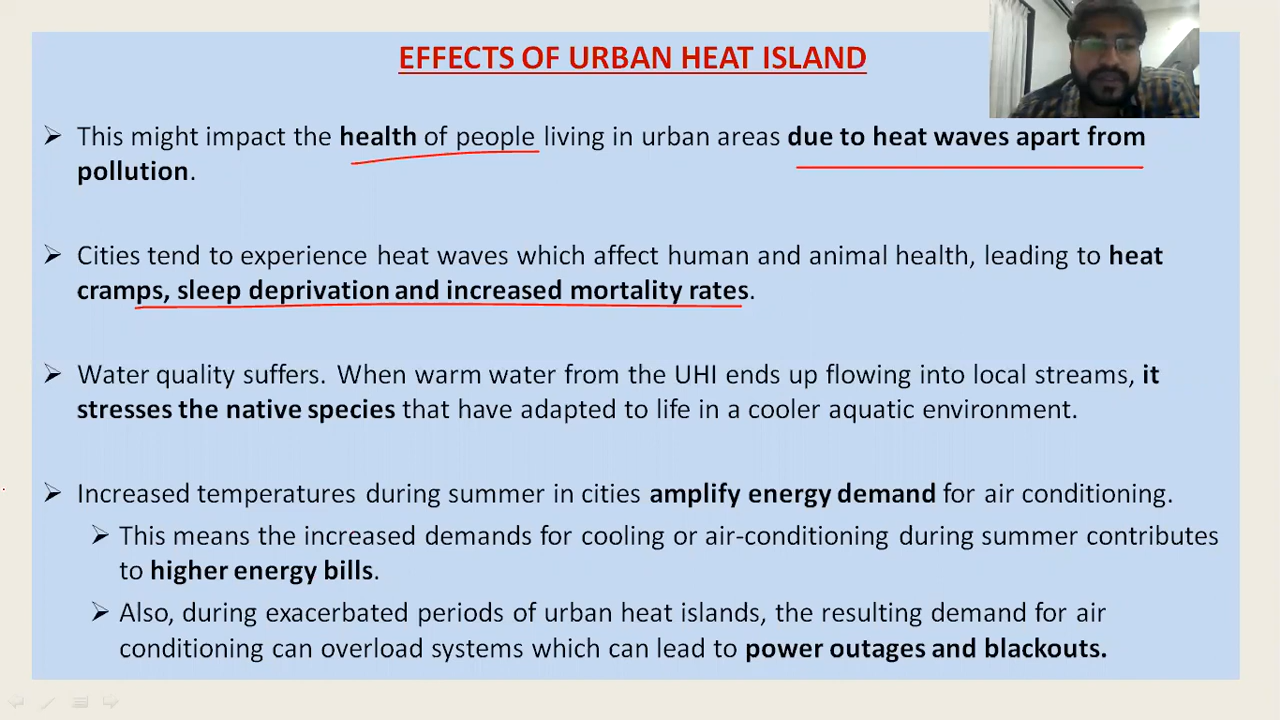 EFFECTS OF URBAN HEAT ISLAND
➢ This might impact the health of people living in urban areas due to heat waves apart from
pollution.
➢ Cities tend to experience heat waves which affect human and animal health, leading to heat
cramps, sleep deprivation and increased mortality rates.
➢ Water quality suffers. When warm water from the UHI ends up flowing into local streams, it
stresses the native species that have adapted to life in a cooler aquatic environment.
➢ Increased temperatures during summer in cities amplify energy demand for air conditioning.
➢ This means the increased demands for cooling or air-conditioning during summer contributes
to higher energy bills.
➢ Also, during exacerbated periods of urban heat islands, the resulting demand for air
conditioning can overload systems which can lead to power outages and blackouts.